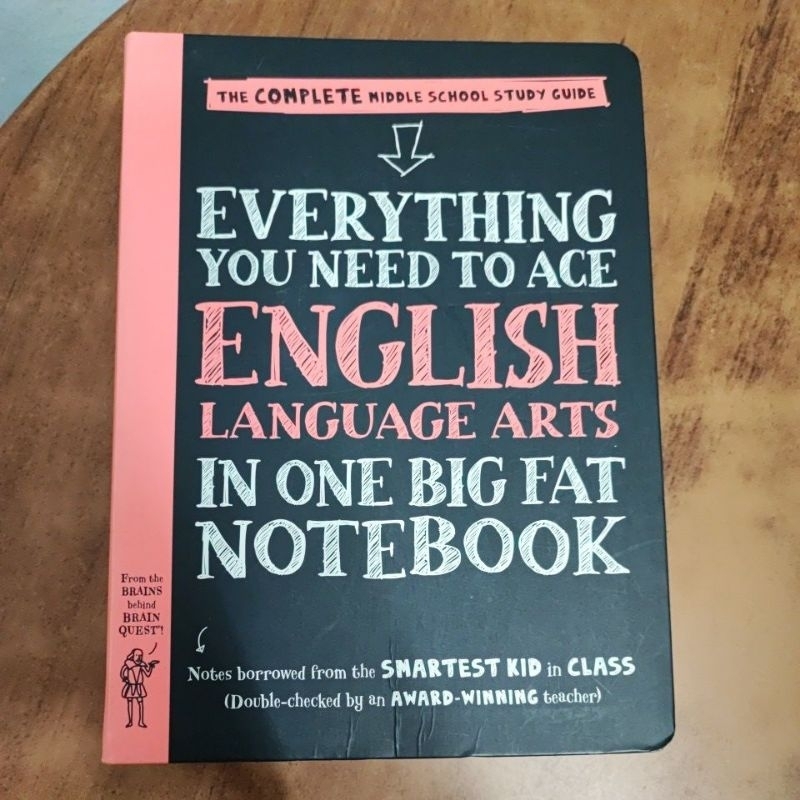 THE COMPLETE MIDDLE SCHOOL STUDY GUIDE
EVERYTHING
YOU NEED TO ACE
ENGLISH
LANGUAGE ARTS
IN ONE BIG FAT
NOTEBOOK
From the
BRAINS
behind
BRAIN
QUEST®!
Notes borrowed from the SMARTEST KID in CLASS
(Double-checked by an AWARD-WINNING teacher)